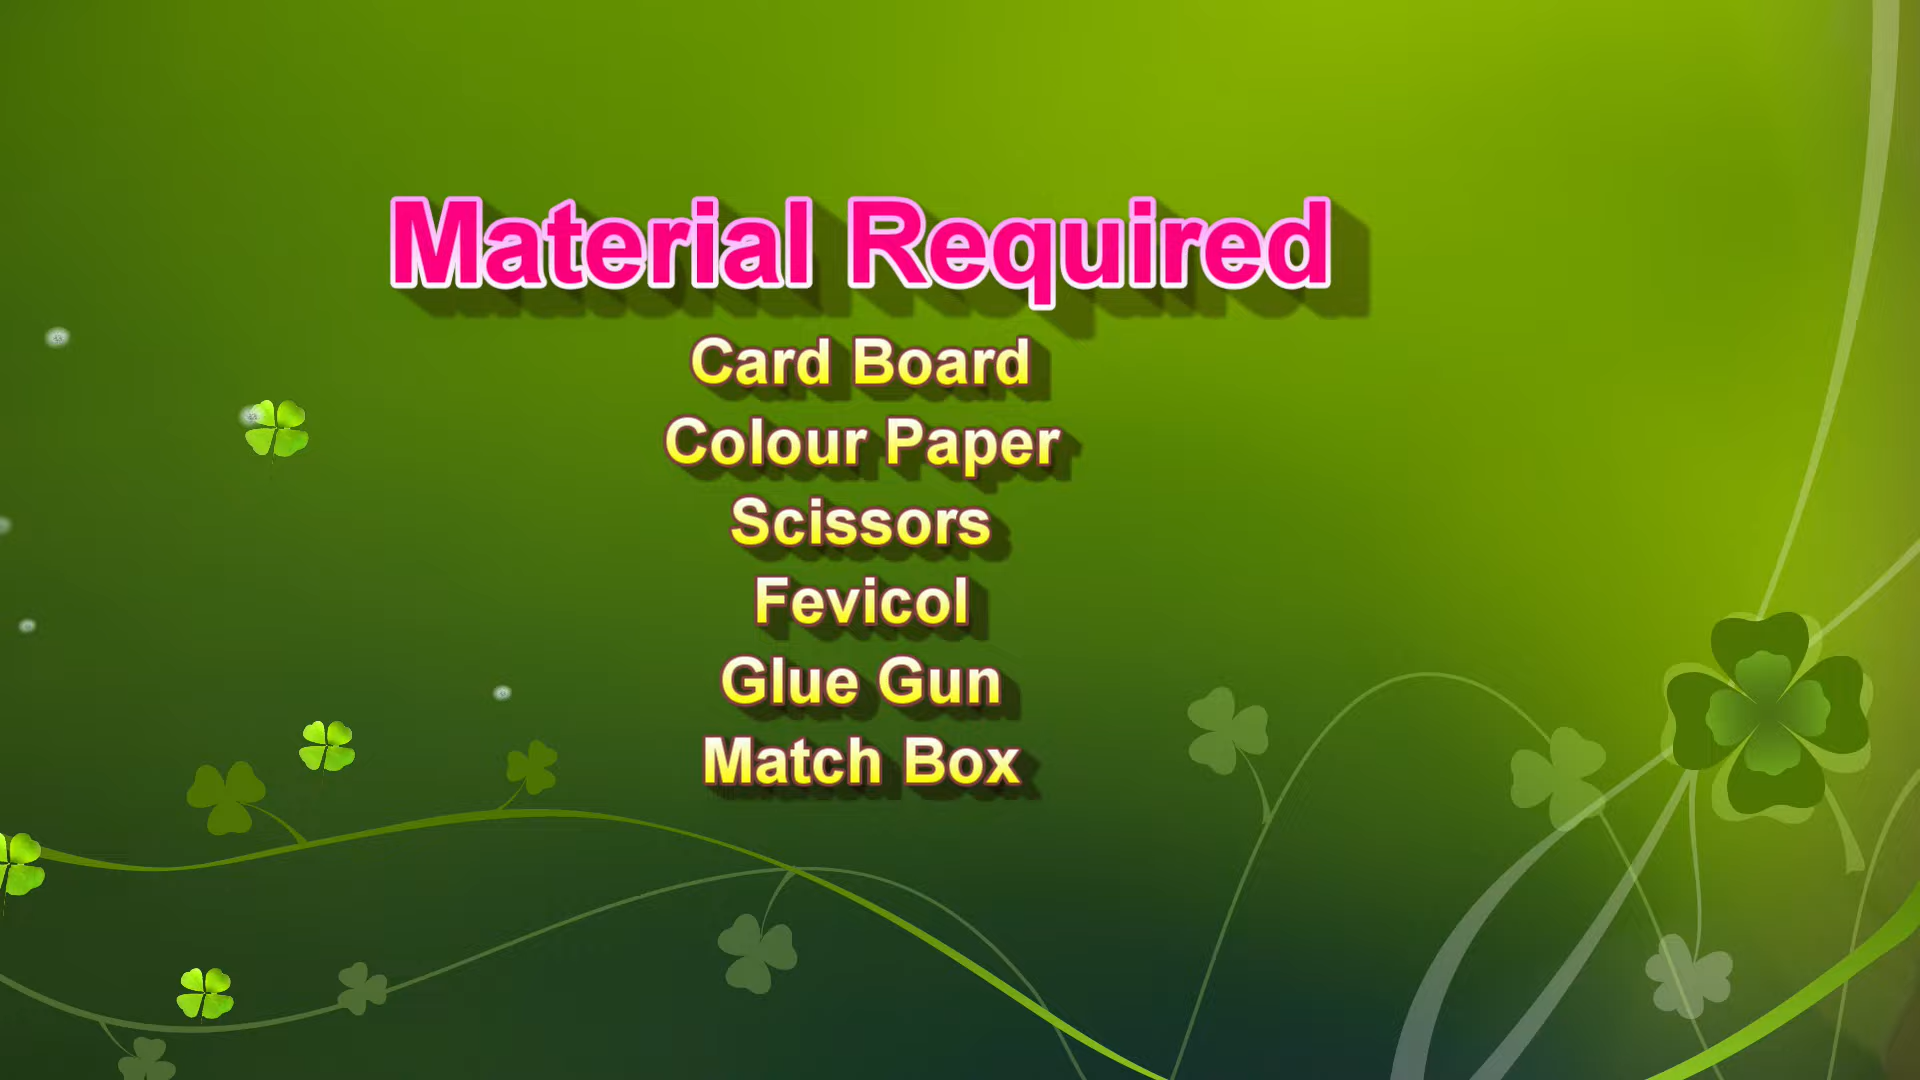 Material Required
Card Board
Colour Paper
Scissors
Fevicol
Glue Gun
Match Box